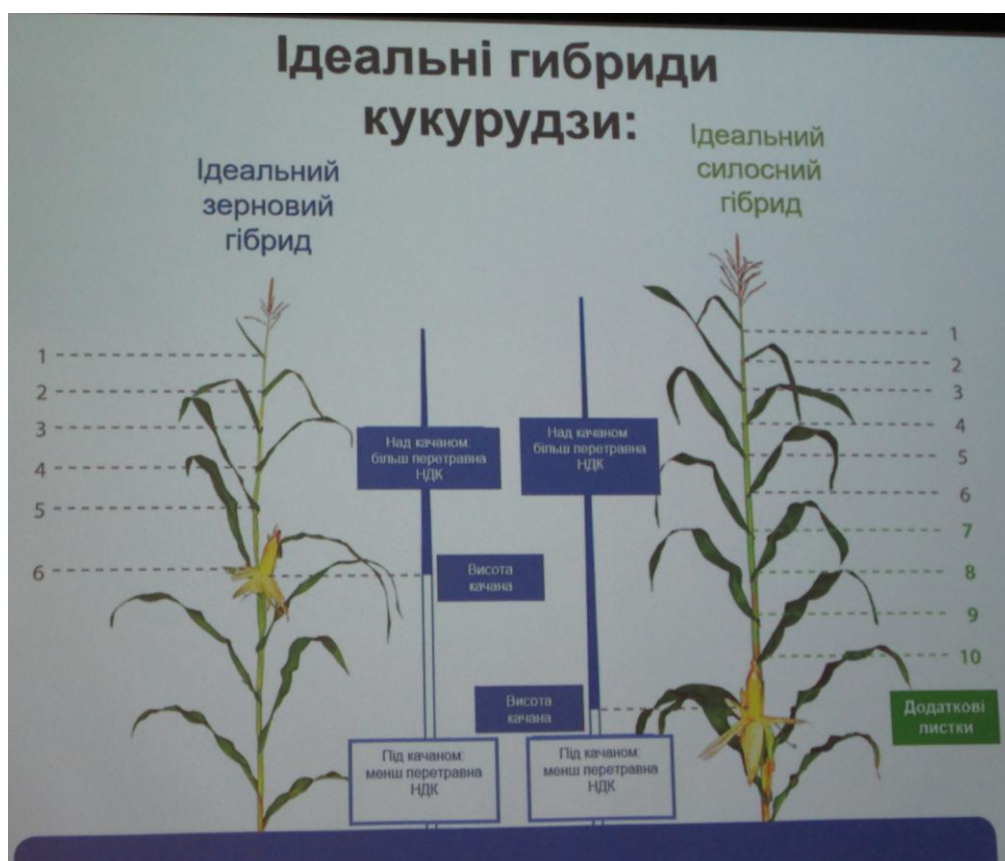 Ідеальні гибриди
кукурудзи:
Ідеальний
зерновий
гібрид
Ідеальний
силосний
гібрид
1
2
3
4
5
6
Над качаном:
більш перетравна
НДК
Висота
качана
Під качаном:
менш перетравна
НДК
Над качаном:
більш перетравна
НДК
Висота
качана
Під качаном:
менш перетравна
НДК
1
2
3
4
5
6
7
8
9
10
Додаткові
листки